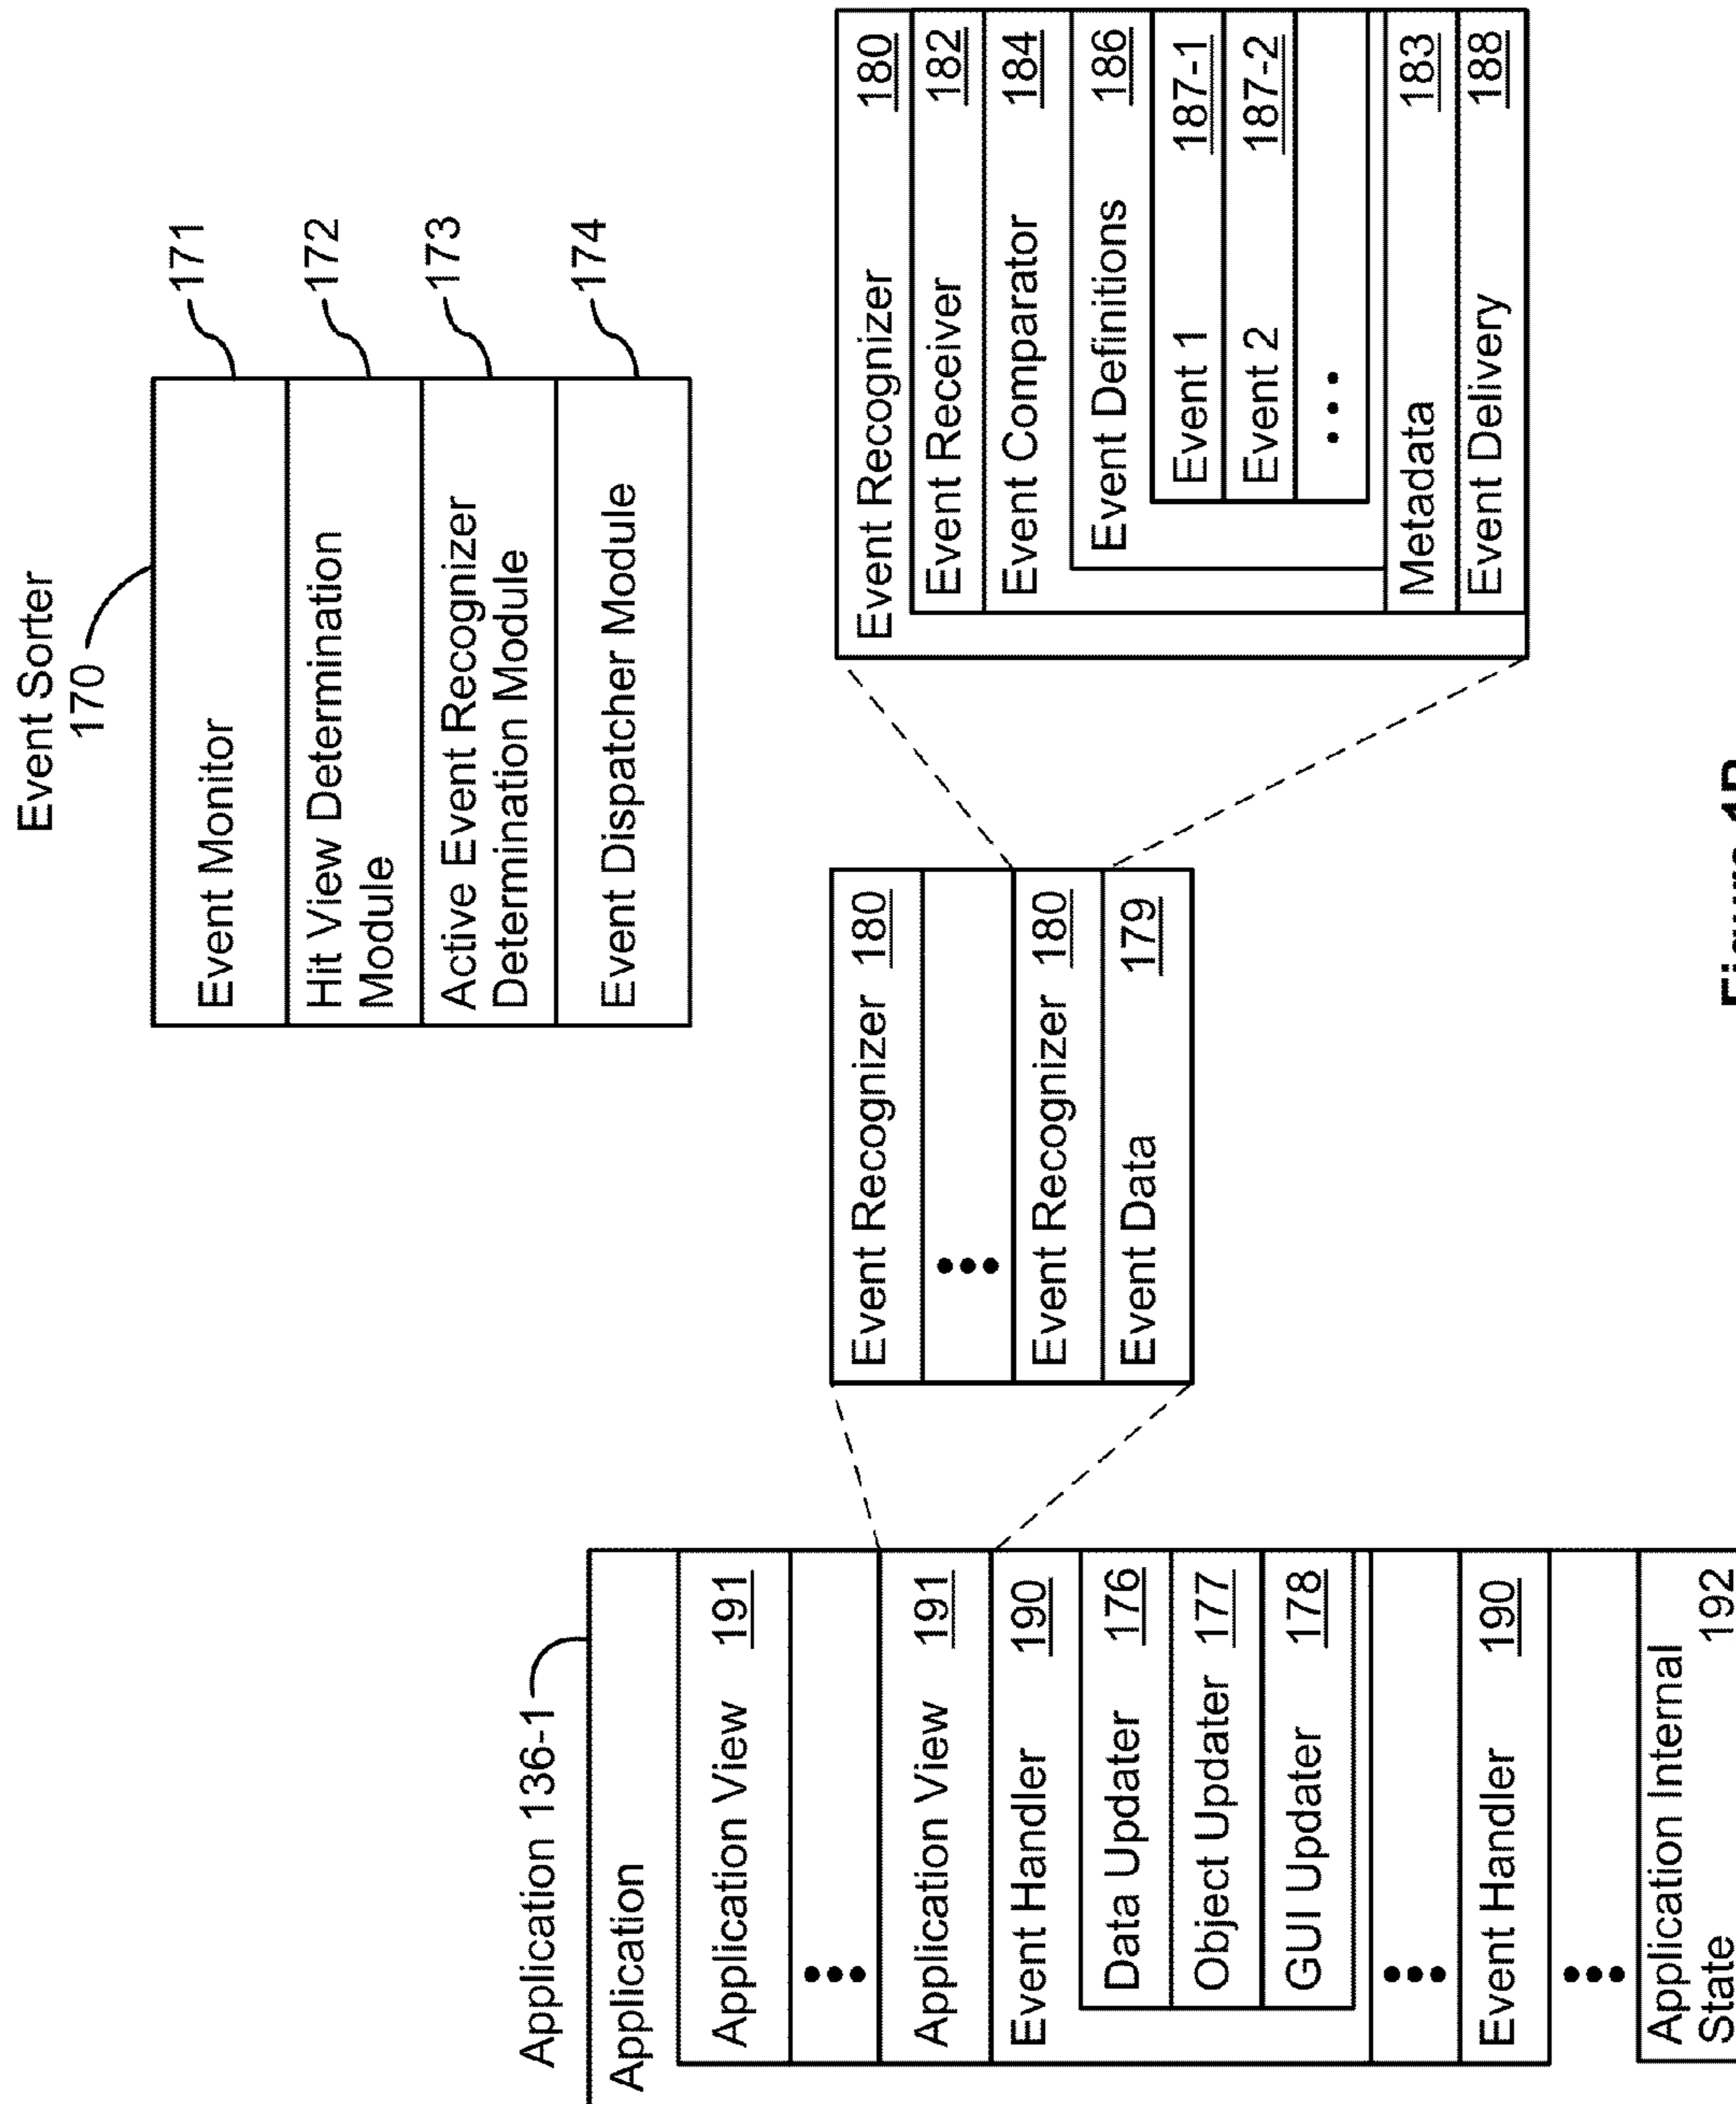 Event Sorter
170
Event Monitor
171
Hit View Determination
Module
172
Active Event Recognizer
Determination Module
173
Event Dispatcher Module
174
Application 136-1
Application
Application View 191
Application View 191
Event Handler 190
Data Updater 176
Object Updater 177
GUI Updater 178
Event Handler 190
Application Internal
State 192
Event Recognizer 180
Event Recognizer 180
Event Data 179
Event Recognizer 180
Event Receiver 182
Event Comparator 184
Event Definitions 186
Event 1 187-1
Event 2 187-2
Metadata 183
Event Delivery 188